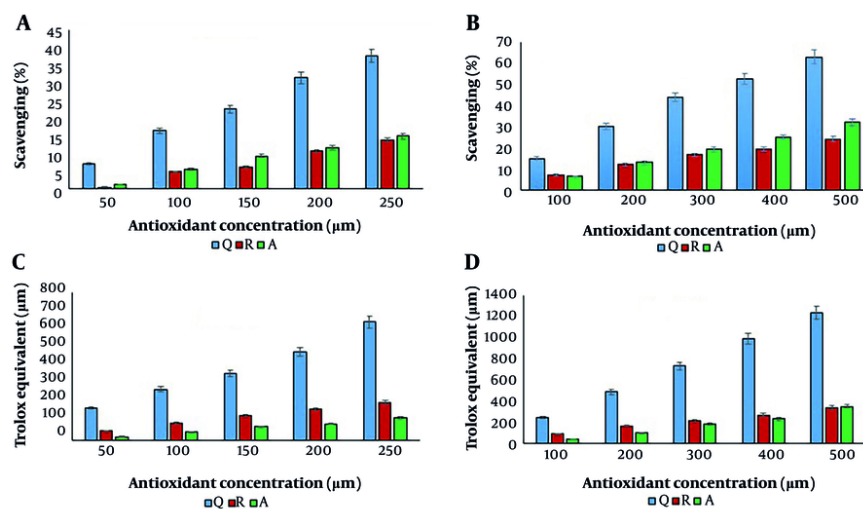 A
Scavenging (%)
45
40
35
30
25
20
15
10
5
0
50 100 150 200 250
Antioxidant concentration (µm)
Q R A
B
Scavenging (%)
70
60
50
40
30
20
10
0
100 200 300 400 500
Antioxidant concentration (µm)
Q R A
C
Trolox equivalent (µm)
800
700
600
500
400
300
200
100
0
50 100 150 200 250
Antioxidant concentration (µm)
Q R A
D
Trolox equivalent (µm)
1400
1200
1000
800
600
400
200
0
100 200 300 400 500
Antioxidant concentration (µm)
Q R A